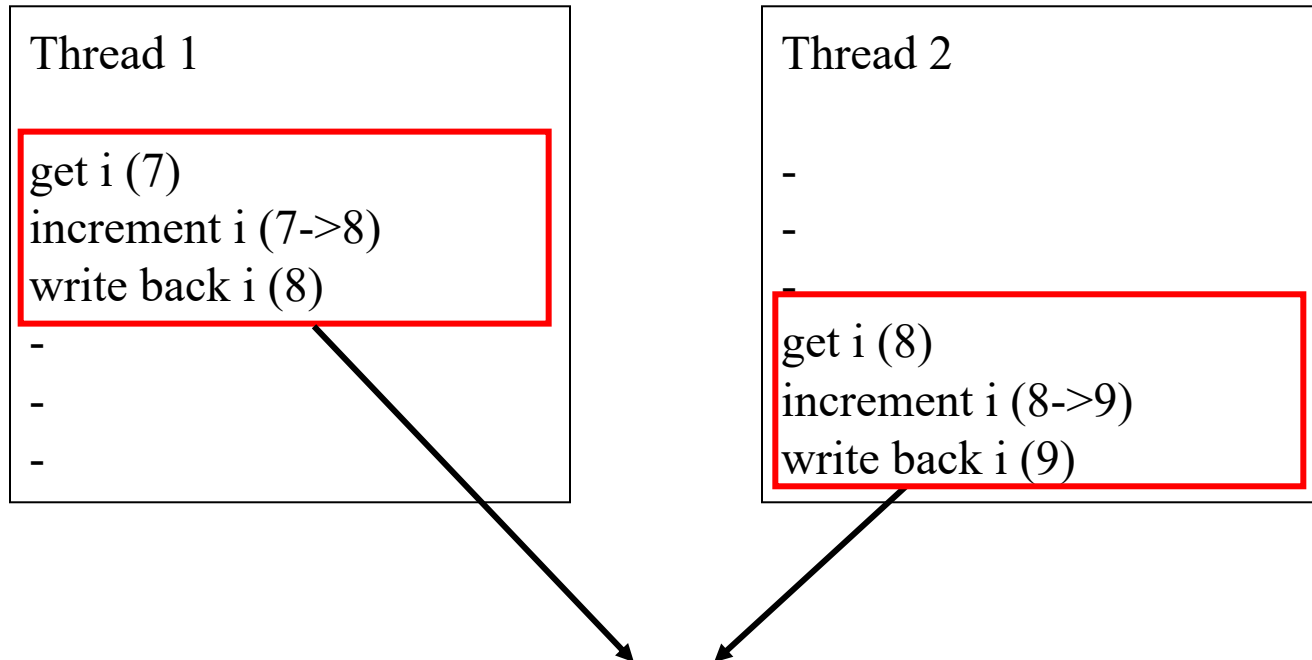 Thread 1
get i (7)
increment i (7->8)
write back i (8)
-
-
-
Thread 2
-
-
-
get i (8)
increment i (8->9)
write back i (9)